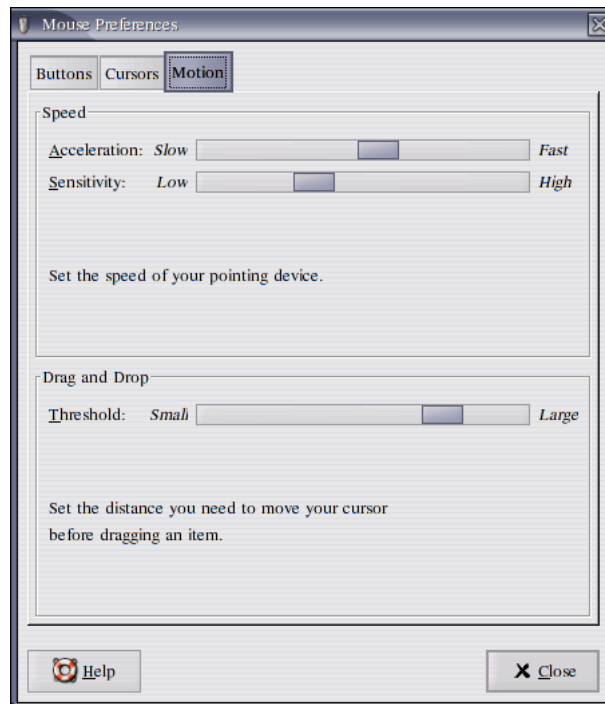 Mouse Preferences
Buttons Cursors Motion
Speed
Acceleration: Slow Fast
Sensitivity: Low High
Set the speed of your pointing device.
Drag and Drop
Threshold: Small Large
Set the distance you need to move your cursor
before dragging an item.
Help Close